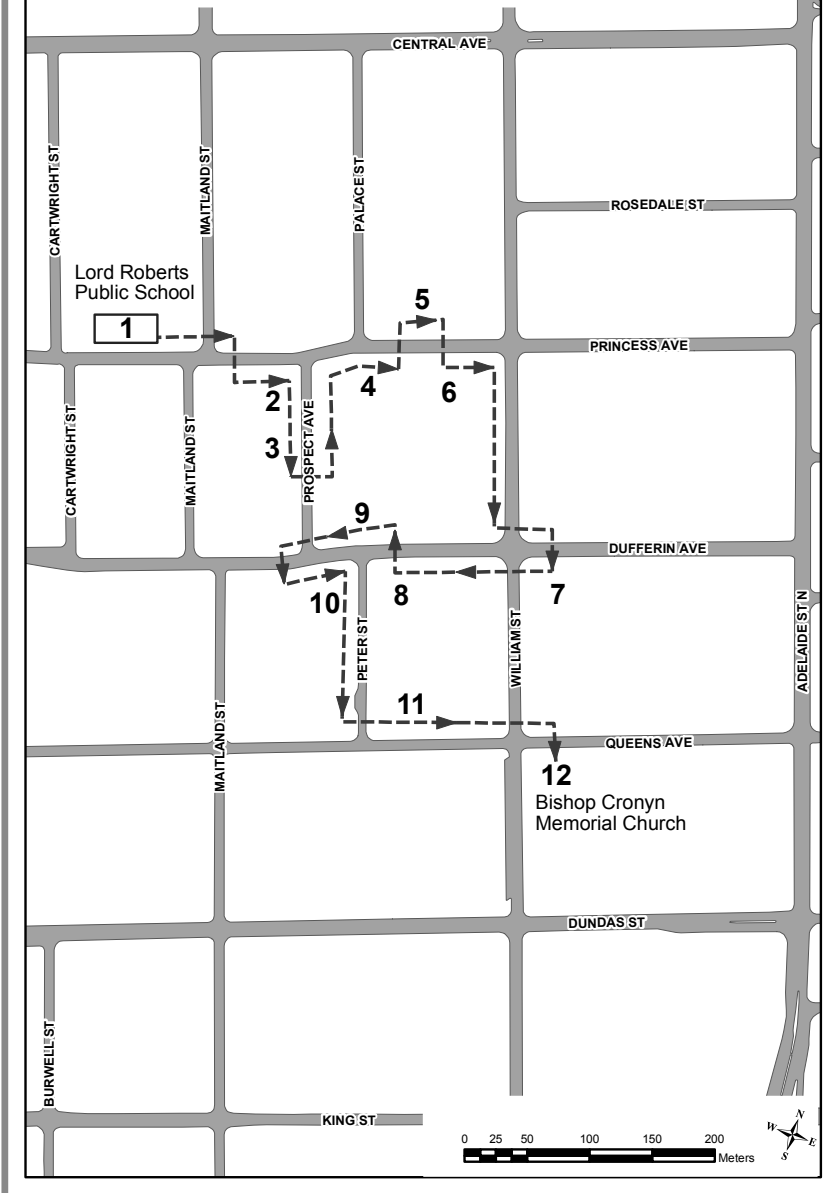 CENTRAL AVE
CARTWRIGHT ST
MAITLAND ST
PALACE ST
ROSEDALE ST
Lord Roberts
Public School
1
5
PRINCESS AVE
2
4
6
3
CARTWRIGHT ST
MAITLAND ST
PROSPECT AVE
9
DUFFERIN AVE
10
8
7
PETER ST
WILLIAM ST
ADELAIDE ST N
11
MAITLAND ST
QUEENS AVE
12
Bishop Cronyn
Memorial Church
DUNDAS ST
BURWELL ST
KING ST
0 25 50 100 150 200
Meters
N
W
E
S